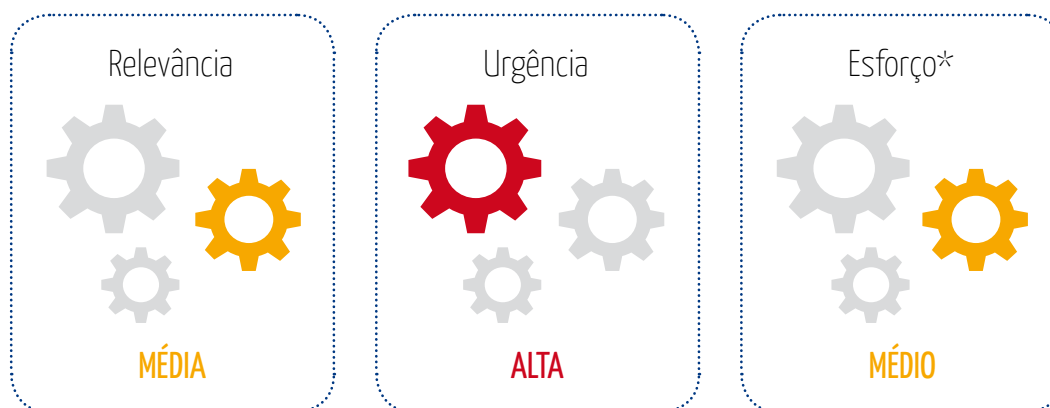 Relevância
MÉDIA
Urgência
ALTA
Esforço*
MÉDIO